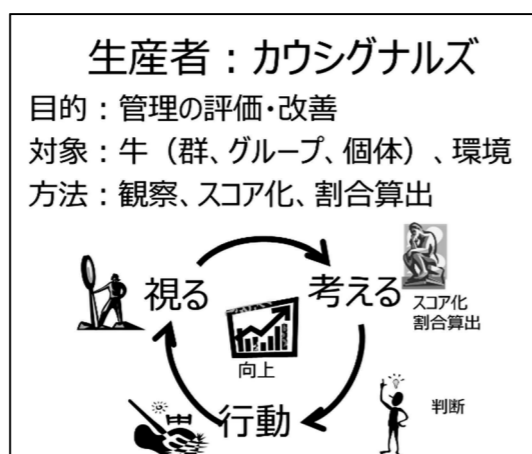 生産者：カウシグナルズ
目的：管理の評価・改善
対象：牛（群、グループ、個体）、環境
方法：観察、スコア化、割合算出
視る
考える
スコア化
割合算出
向上
行動
判断